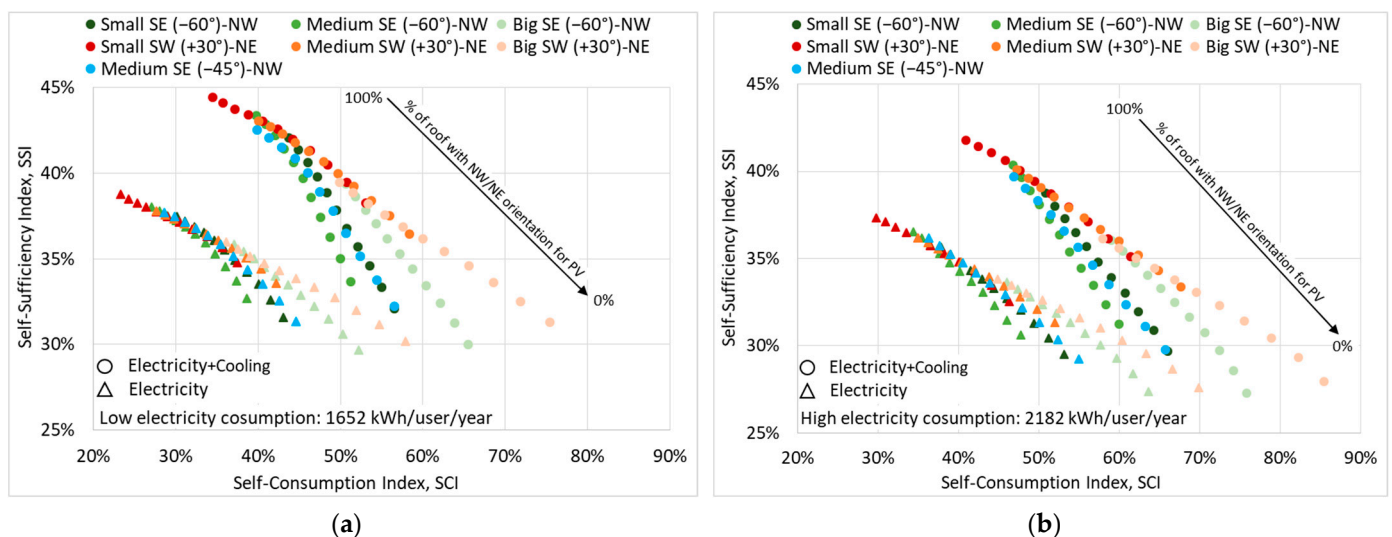 Small SE (−60°)-NW Medium SE (−60°)-NW Big SE (−60°)-NW
Small SW (+30°)-NE Medium SW (+30°)-NE Big SW (+30°)-NE
Medium SE (−45°)-NW
45%
40%
35%
30%
25%
Self-Sufficiency Index, SSI
100%
% of roof with NW/NE orientation for PV
0%
Electricity+Cooling
Electricity
Low electricity cosumption: 1652 kWh/user/year
20% 30% 40% 50% 60% 70% 80% 90%
Self-Consumption Index, SCI
(a)
Small SE (−60°)-NW Medium SE (−60°)-NW Big SE (−60°)-NW
Small SW (+30°)-NE Medium SW (+30°)-NE Big SW (+30°)-NE
Medium SE (−45°)-NW
45%
40%
35%
30%
25%
Self-Sufficiency Index, SSI
100%
% of roof with NW/NE orientation for PV
0%
Electricity+Cooling
Electricity
High electricity cosumption: 2182 kWh/user/year
20% 30% 40% 50% 60% 70% 80% 90%
Self-Consumption Index, SCI
(b)